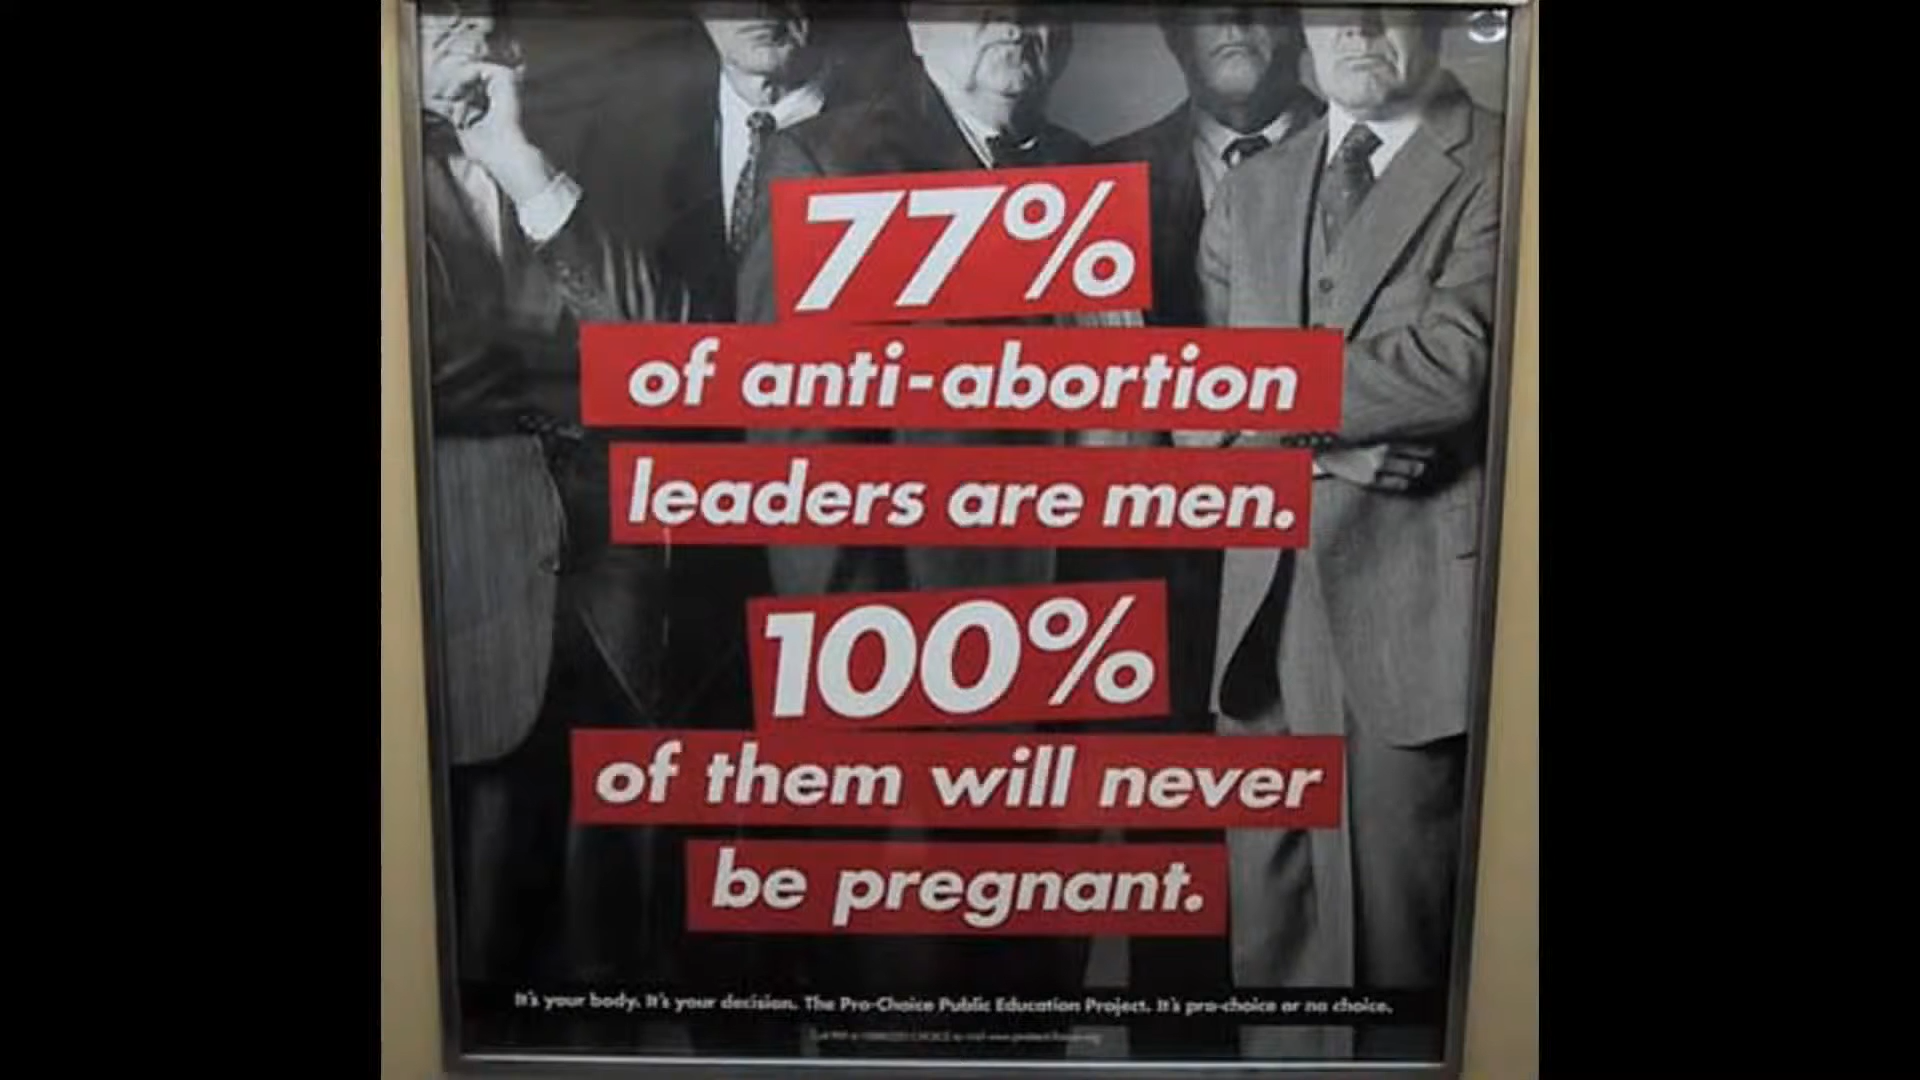 77%
of anti-abortion
leaders are men.
100%
of them will never
be pregnant.
It's your body. It's your decision. The Pro-Choice Public Education Project. It's pro-choice or no choice.